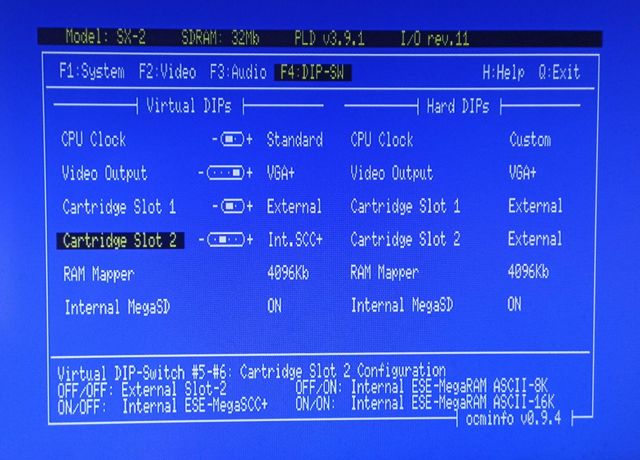 Model: SX-2 SDRAM: 32Mb PLD v3.9.1 I/O rev.11
F1:System F2:Video F3:Audio F4:DIP-SW H:Help Q:Exit
Virtual DIPs Hard DIPs
CPU Clock - + Standard CPU Clock Custom
Video Output - + VGA+ Video Output VGA+
Cartridge Slot 1 - + External Cartridge Slot 1 External
Cartridge Slot 2 - + Int.SCC+ Cartridge Slot 2 External
RAM Mapper 4096Kb RAM Mapper 4096Kb
Internal MegaSD ON Internal MegaSD ON
Virtual DIP-Switch #5-#6: Cartridge Slot 2 Configuration
OFF/OFF: External Slot-2 OFF/ON: Internal ESE-MegaRAM ASCII-8K
ON/OFF: Internal ESE-MegaSCC+ ON/ON: Internal ESE-MegaRAM ASCII-16K
ocminfo v0.9.4